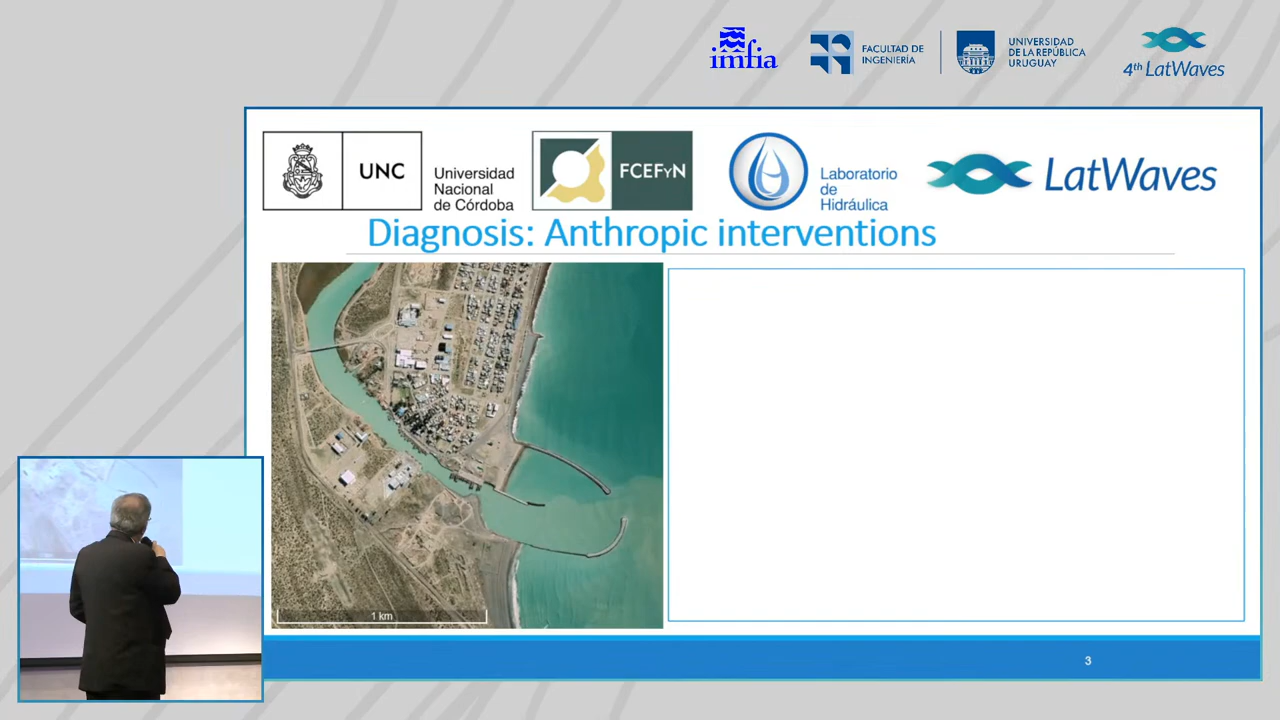 imfia
FACULTAD DE
INGENIERÍA
UNIVERSIDAD
DE LA REPÚBLICA
URUGUAY
4th LatWaves
UNC
Universidad
Nacional
de Córdoba
FCEFyN
Laboratorio
de
Hidráulica
LatWaves
Diagnosis: Anthropic interventions
1 km
3